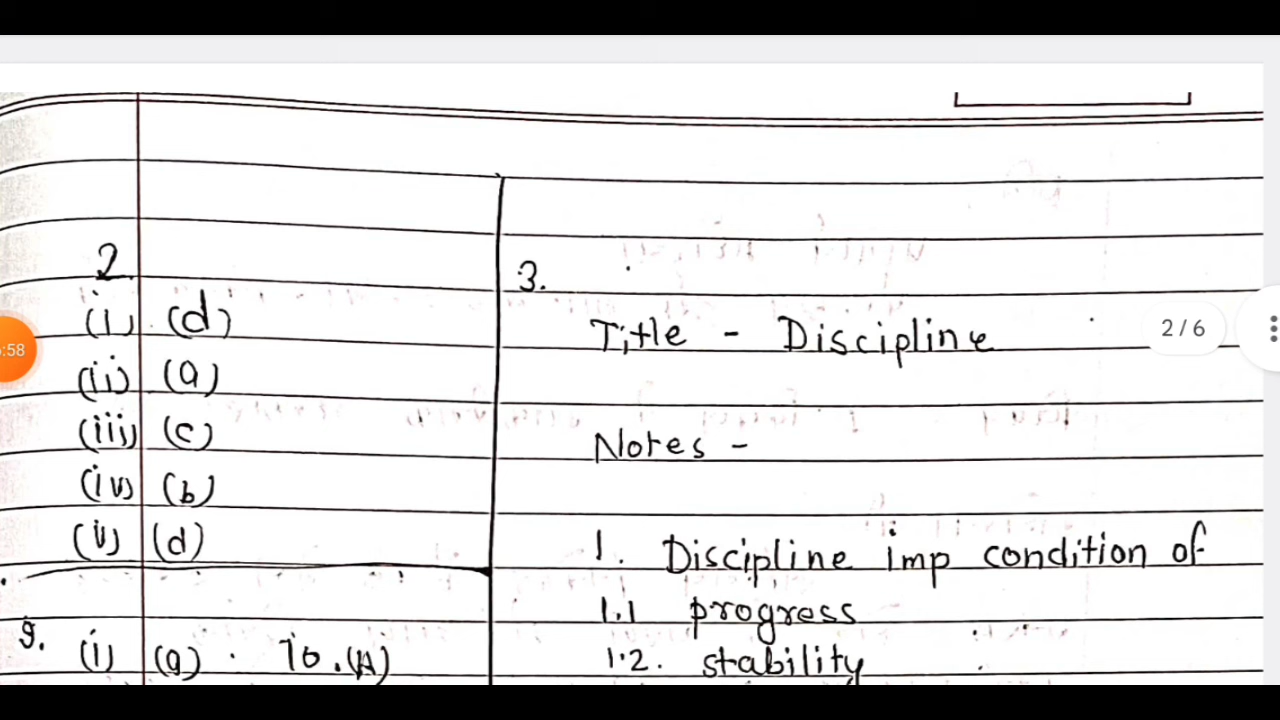 2.
(i) (d)
(ii) (a)
(iii) (c)
(iv) (b)
(v) (d)
9. (i) (a) . 10. (A)
3.
Title - Discipline
Notes -
1. Discipline imp condition of
1.1 progress
1.2. stability
:58
2/6